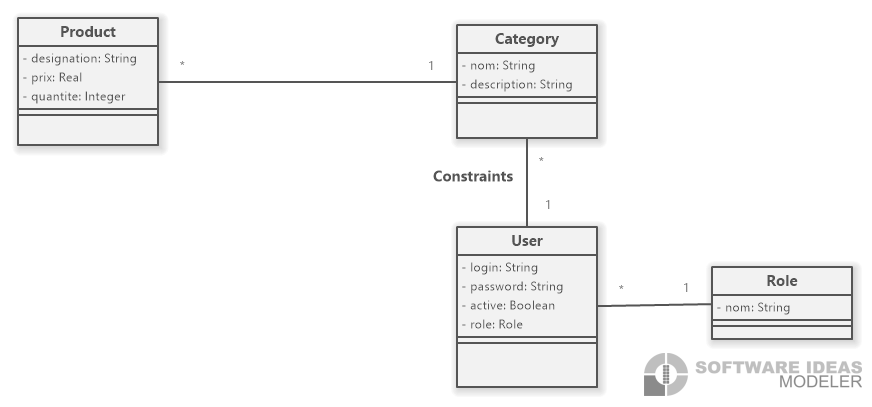 Product
- designation: String
- prix: Real
- quantite: Integer
*
1
Category
- nom: String
- description: String
*
Constraints
1
User
- login: String
- password: String
- active: Boolean
- role: Role
*
1
Role
- nom: String
SOFTWARE IDEAS
MODELER